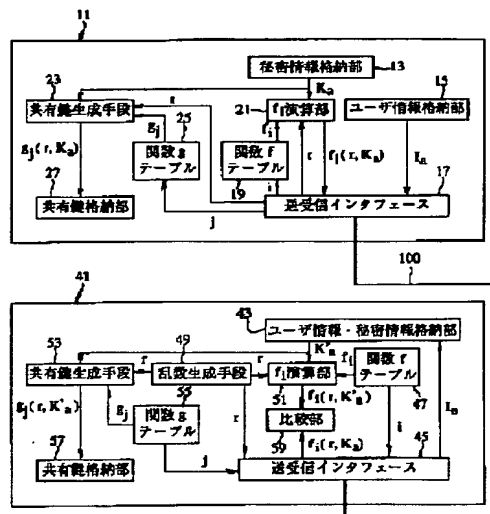 11
秘密情報格納部
13
23
Ka
15
共有鍵生成手段
r
21
fi演算部
ユーザ情報格納部
gj
25
fi
gj(r, Ka)
関数g
テーブル
関数f
テーブル
r
fi(r, Ka)
Ia
27
19
i
17
共有鍵格納部
送受信インタフェース
j
100
41
43
ユーザ情報・秘密情報格納部
53
49
K'a
共有鍵生成手段
r
乱数生成手段
r
fi演算部
fi
関数f
テーブル
55
51
47
gj(r, K'a)
gj
関数g
テーブル
r
fi(r, K'a)
比較部
i
Ia
57
59
fi(r, Ka)
45
共有鍵格納部
j
送受信インタフェース